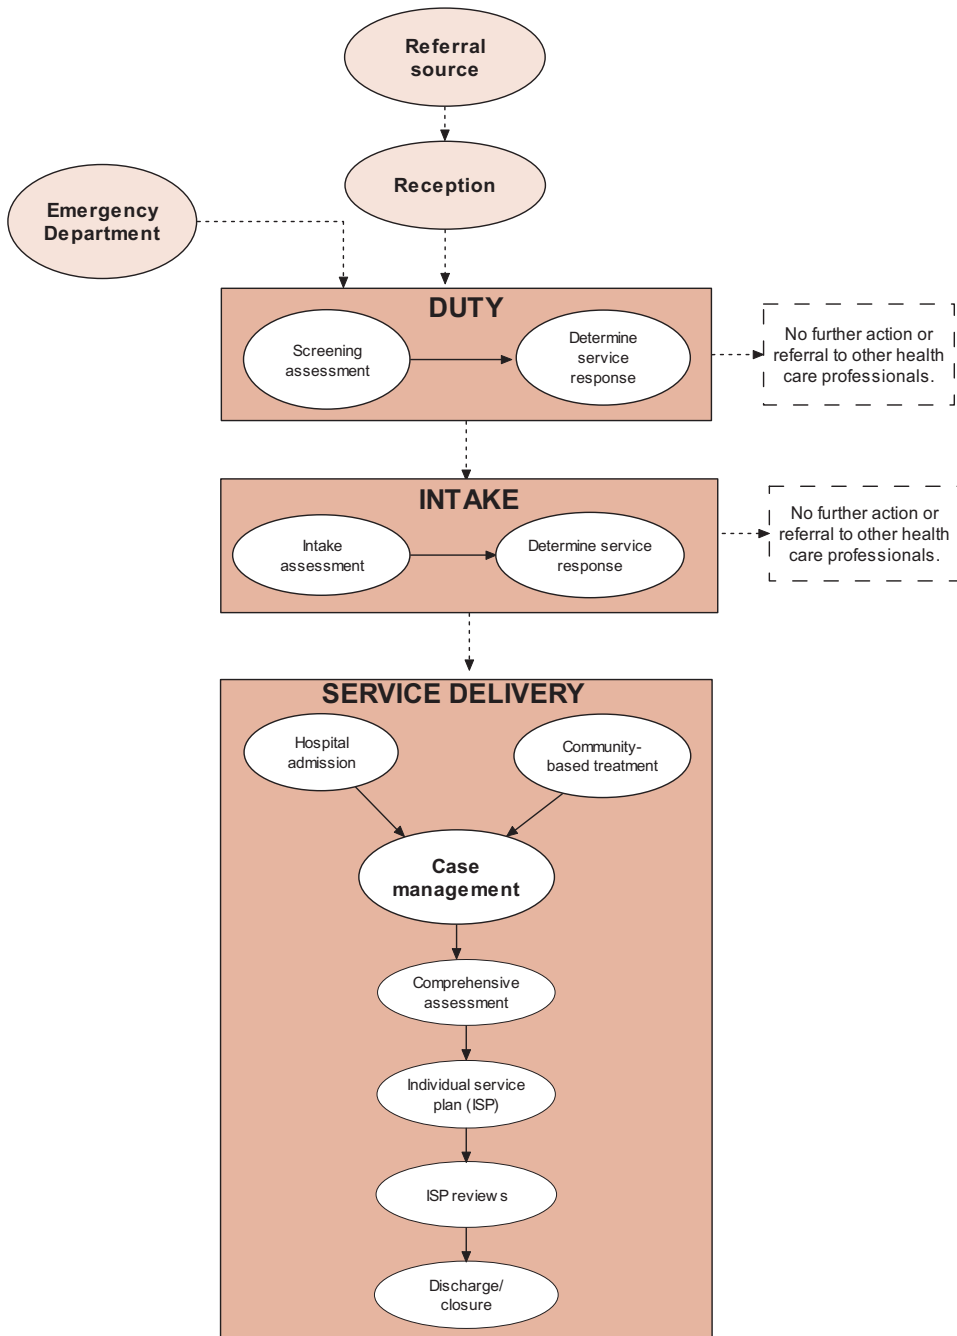 Referral
source
Reception
Emergency
Department
DUTY
Screening
assessment
Determine
service
response
No further action or
referral to other health
care professionals.
INTAKE
Intake
assessment
Determine service
response
No further action or
referral to other health
care professionals.
SERVICE DELIVERY
Hospital
admission
Community-
based treatment
Case
management
Comprehensive
assessment
Individual service
plan (ISP)
ISP reviews
Discharge/
closure